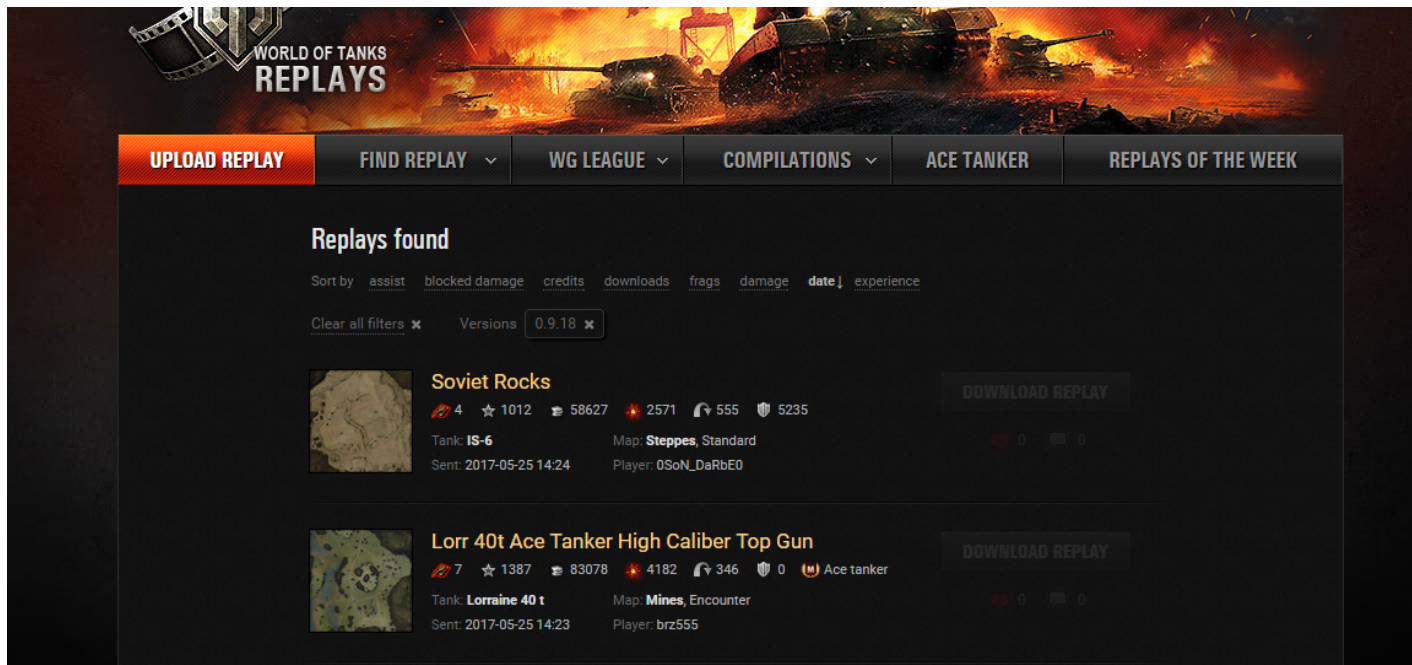 WORLD OF TANKS
REPLAYS
UPLOAD REPLAY FIND REPLAY WG LEAGUE COMPILATIONS ACE TANKER REPLAYS OF THE WEEK
Replays found
Sort by assist blocked damage credits downloads frags damage date↓ experience
Clear all filters × Versions 0.9.18 ×
Soviet Rocks
DOWNLOAD REPLAY
4 1012 58627 2571 555 5235
Tank: IS-6 Map: Steppes, Standard
0 0
Sent: 2017-05-25 14:24 Player: 0SoN_DaRbE0
Lorr 40t Ace Tanker High Caliber Top Gun
DOWNLOAD REPLAY
7 1387 83078 4182 346 0 Ace tanker
Tank: Lorraine 40 t Map: Mines, Encounter
0 0
Sent: 2017-05-25 14:23 Player: brz555